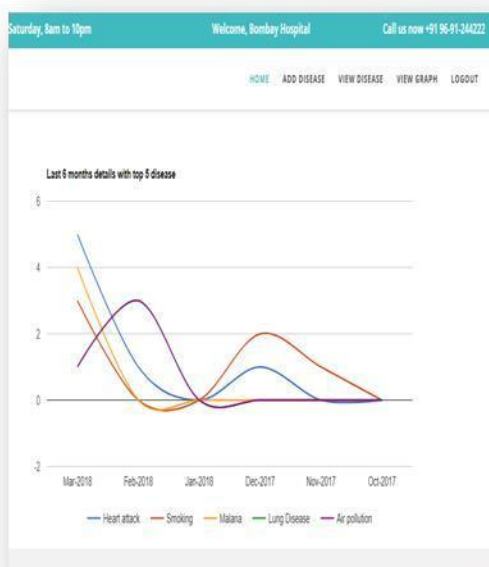 Saturday, 8am to 10pm Welcome, Bombay Hospital Call us now +91 96-91-244222
HOME ADD DISEASE VIEW DISEASE VIEW GRAPH LOGOUT
Last 6 months details with top 5 disease
6
4
2
0
-2
Mar-2018 Feb-2018 Jan-2018 Dec-2017 Nov-2017 Oct-2017
Heart attack Smoking Malaria Lung Disease Air pollution